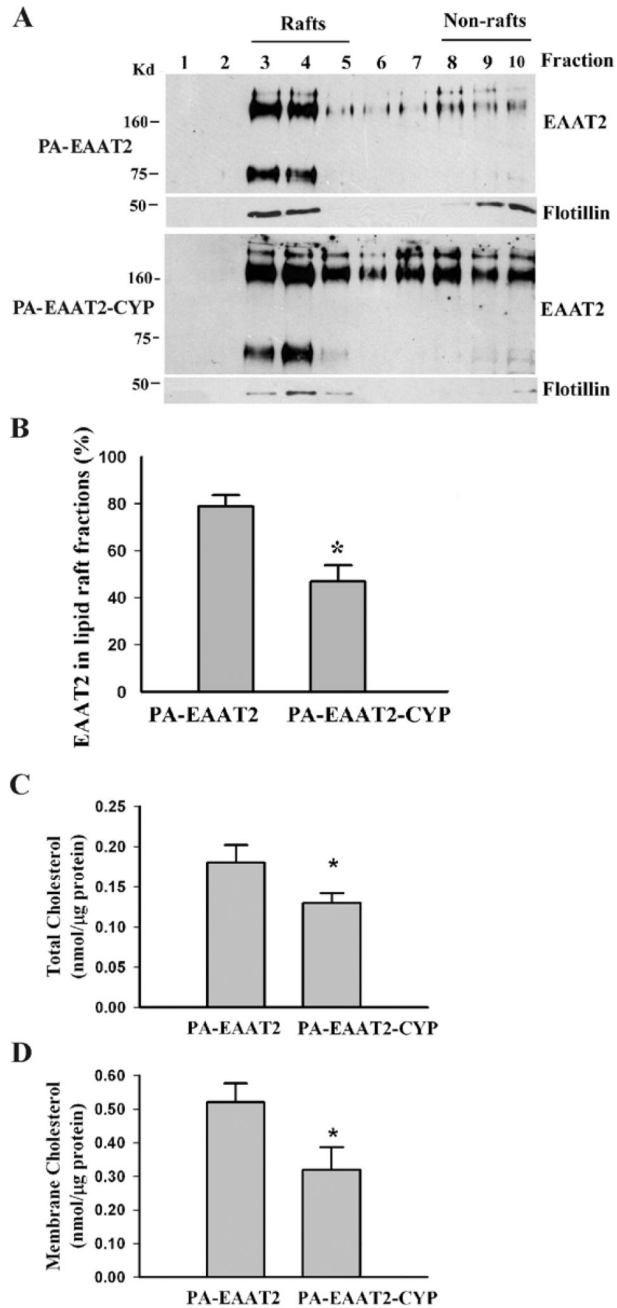 A
Rafts
Non-rafts
Kd 1 2 3 4 5 6 7 8 9 10 Fraction
160
PA-EAAT2
EAAT2
75
50
Flotillin
160
PA-EAAT2-CYP
EAAT2
75
50
Flotillin
B
EAAT2 in lipid raft fractions (%)
100
80
60
40
20
0
*
PA-EAAT2 PA-EAAT2-CYP
C
Total Cholesterol
(nmol/μg protein)
0.25
0.20
0.15
0.10
0.05
0.00
*
PA-EAAT2 PA-EAAT2-CYP
D
Membrane Cholesterol
(nmol/μg protein)
0.60
0.50
0.40
0.30
0.20
0.10
0.00
*
PA-EAAT2 PA-EAAT2-CYP